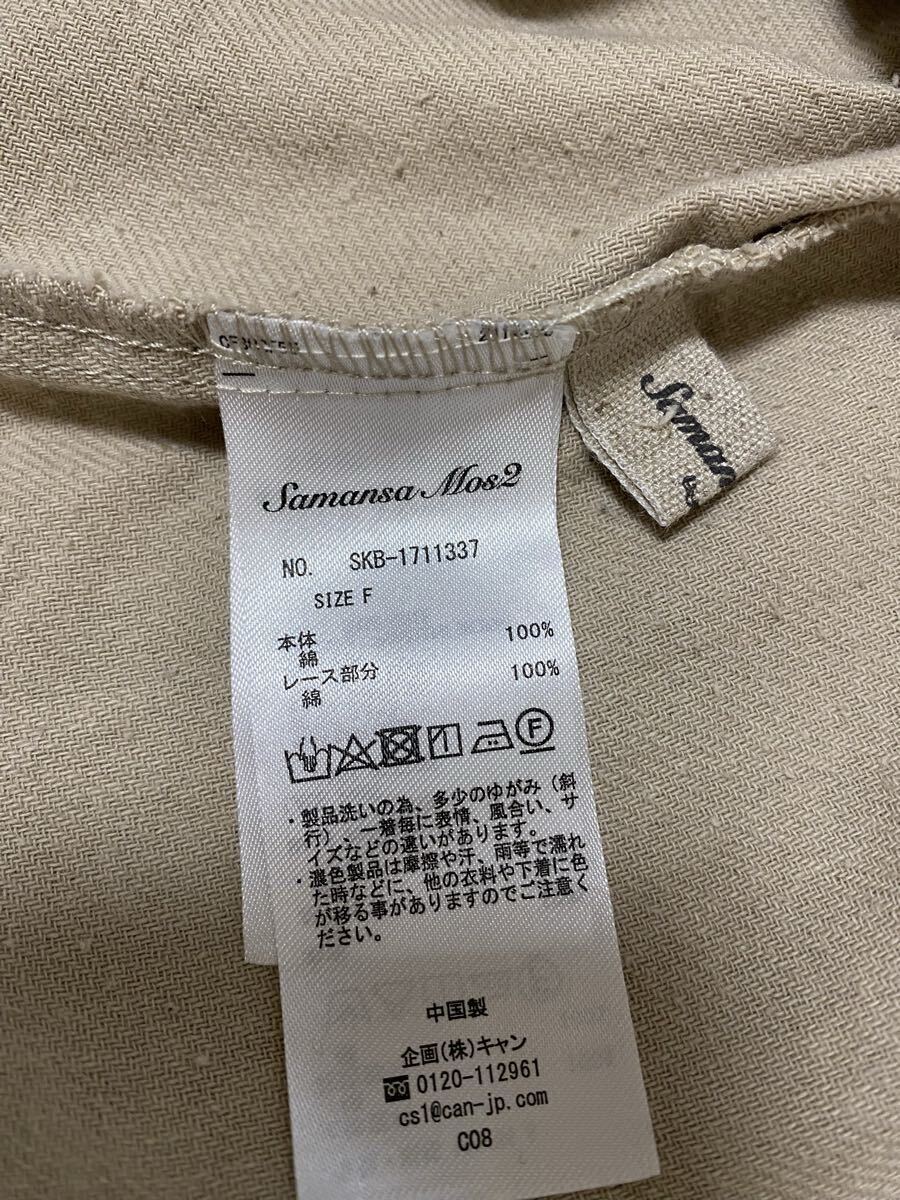 Samansa Mos2
NO. SKB-1711337
SIZE F
本体
綿 100%
レース部分
綿 100%
F
・製品洗いの為、多少のゆがみ（斜
行）、一着毎に表情、風合い、サ
イズなどの違いがあります。
・濃色製品は摩擦や汗、雨等で濡れ
た時などに、他の衣料や下着に色
が移る事がありますのでご注意く
ださい。
中国製
企画(株)キャン
0120-112961
cs1@can-jp.com
C08
Saman